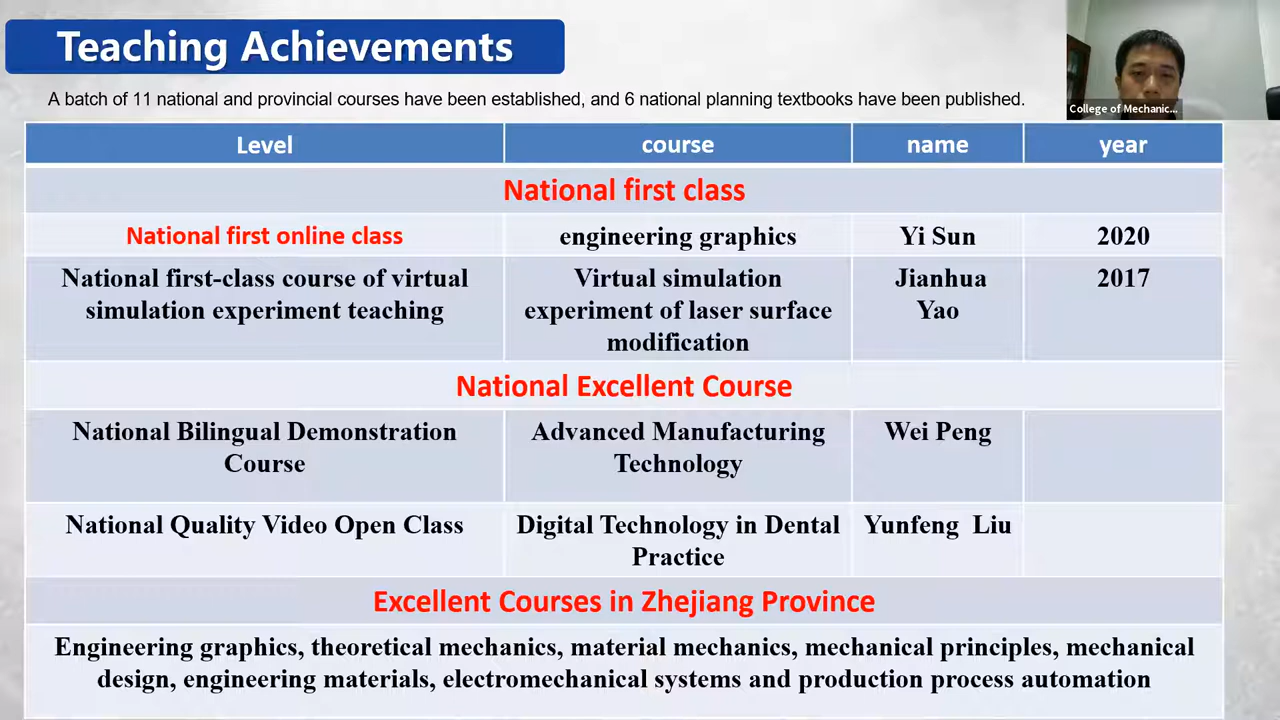 Teaching Achievements
A batch of 11 national and provincial courses have been established, and 6 national planning textbooks have been published.
College of Mechanic...
Level course name year
National first class
National first online class engineering graphics Yi Sun 2020
National first-class course of virtual
simulation experiment teaching
Virtual simulation
experiment of laser surface
modification
Jianhua
Yao
2017
National Excellent Course
National Bilingual Demonstration
Course
Advanced Manufacturing
Technology
Wei Peng
National Quality Video Open Class
Digital Technology in Dental
Practice
Yunfeng Liu
Excellent Courses in Zhejiang Province
Engineering graphics, theoretical mechanics, material mechanics, mechanical principles, mechanical
design, engineering materials, electromechanical systems and production process automation